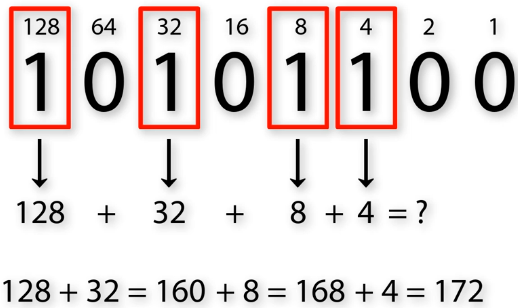 128 64 32 16 8 4 2 1
1 0 1 0 1 1 0 0
128 + 32 + 8 + 4 = ?
128 + 32 = 160 + 8 = 168 + 4 = 172